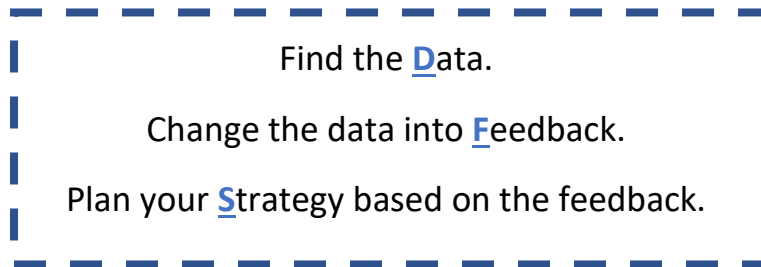 Find the Data.
Change the data into Feedback.
Plan your Strategy based on the feedback.